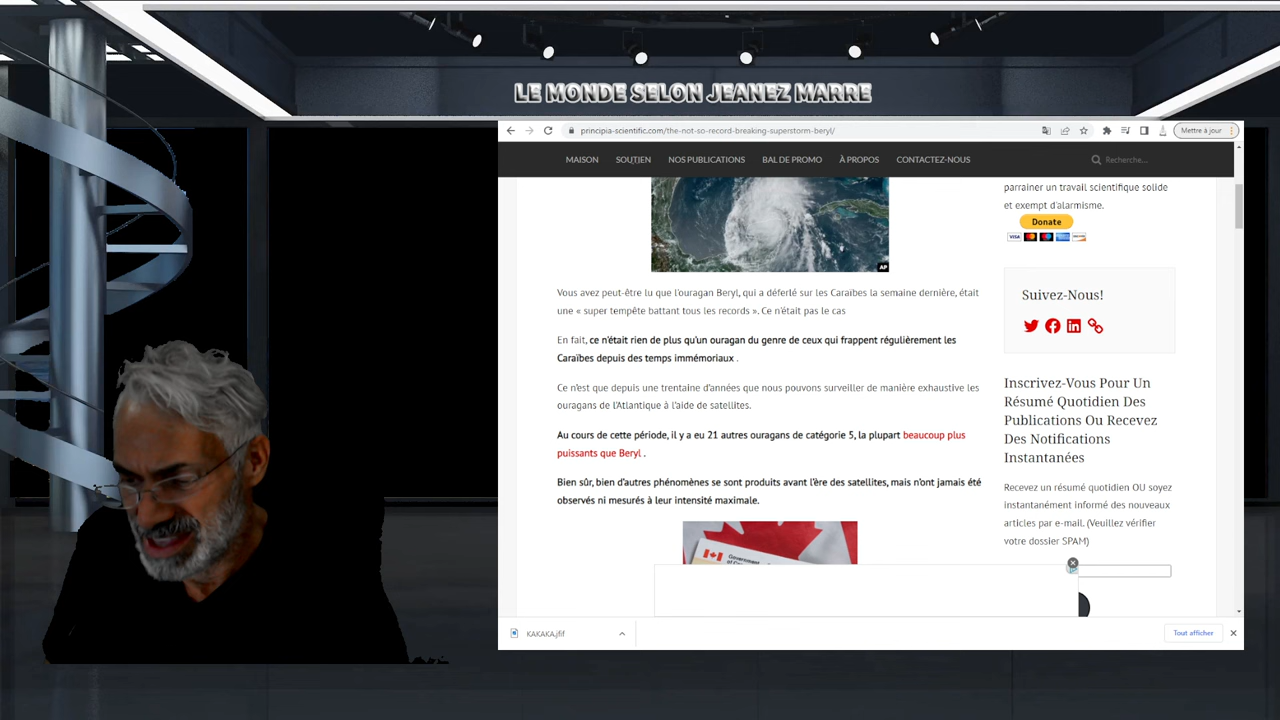 LE MONDE SELON JEANEZ MARRE
principia-scientific.com/the-not-so-record-breaking-superstorm-beryl/
Mettre à jour
MAISON SOUTIEN NOS PUBLICATIONS BAL DE PROMO À PROPOS CONTACTEZ-NOUS Recherche...
AP
Vous avez peut-être lu que l'ouragan Beryl, qui a déferlé sur les Caraïbes la semaine dernière, était
une « super tempête battant tous les records ». Ce n'était pas le cas
En fait, ce n'était rien de plus qu'un ouragan du genre de ceux qui frappent régulièrement les
Caraïbes depuis des temps immémoriaux .
Ce n'est que depuis une trentaine d'années que nous pouvons surveiller de manière exhaustive les
ouragans de l'Atlantique à l'aide de satellites.
Au cours de cette période, il y a eu 21 autres ouragans de catégorie 5, la plupart beaucoup plus
puissants que Beryl .
Bien sûr, bien d'autres phénomènes se sont produits avant l'ère des satellites, mais n'ont jamais été
observés ni mesurés à leur intensité maximale.
Government
parrainer un travail scientifique solide
et exempt d'alarmisme.
Donate
VISA
Suivez-Nous!
Inscrivez-Vous Pour Un
Résumé Quotidien Des
Publications Ou Recevez
Des Notifications
Instantanées
Recevez un résumé quotidien OU soyez
instantanément informé des nouveaux
articles par e-mail. (Veuillez vérifier
votre dossier SPAM)
KAKAKA.jfif
Tout afficher